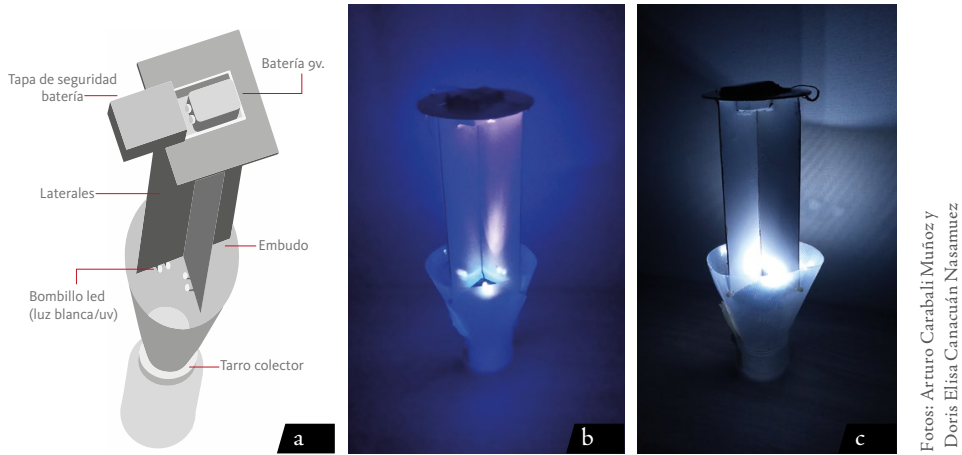 Tapa de seguridad
batería
Batería 9v.
Laterales
Embudo
Bombillo led
(luz blanca/uv)
Tarro colector
a
b
c
Fotos: Arturo Carabalí Muñoz y
Doris Elisa Canacuán Nasamuez